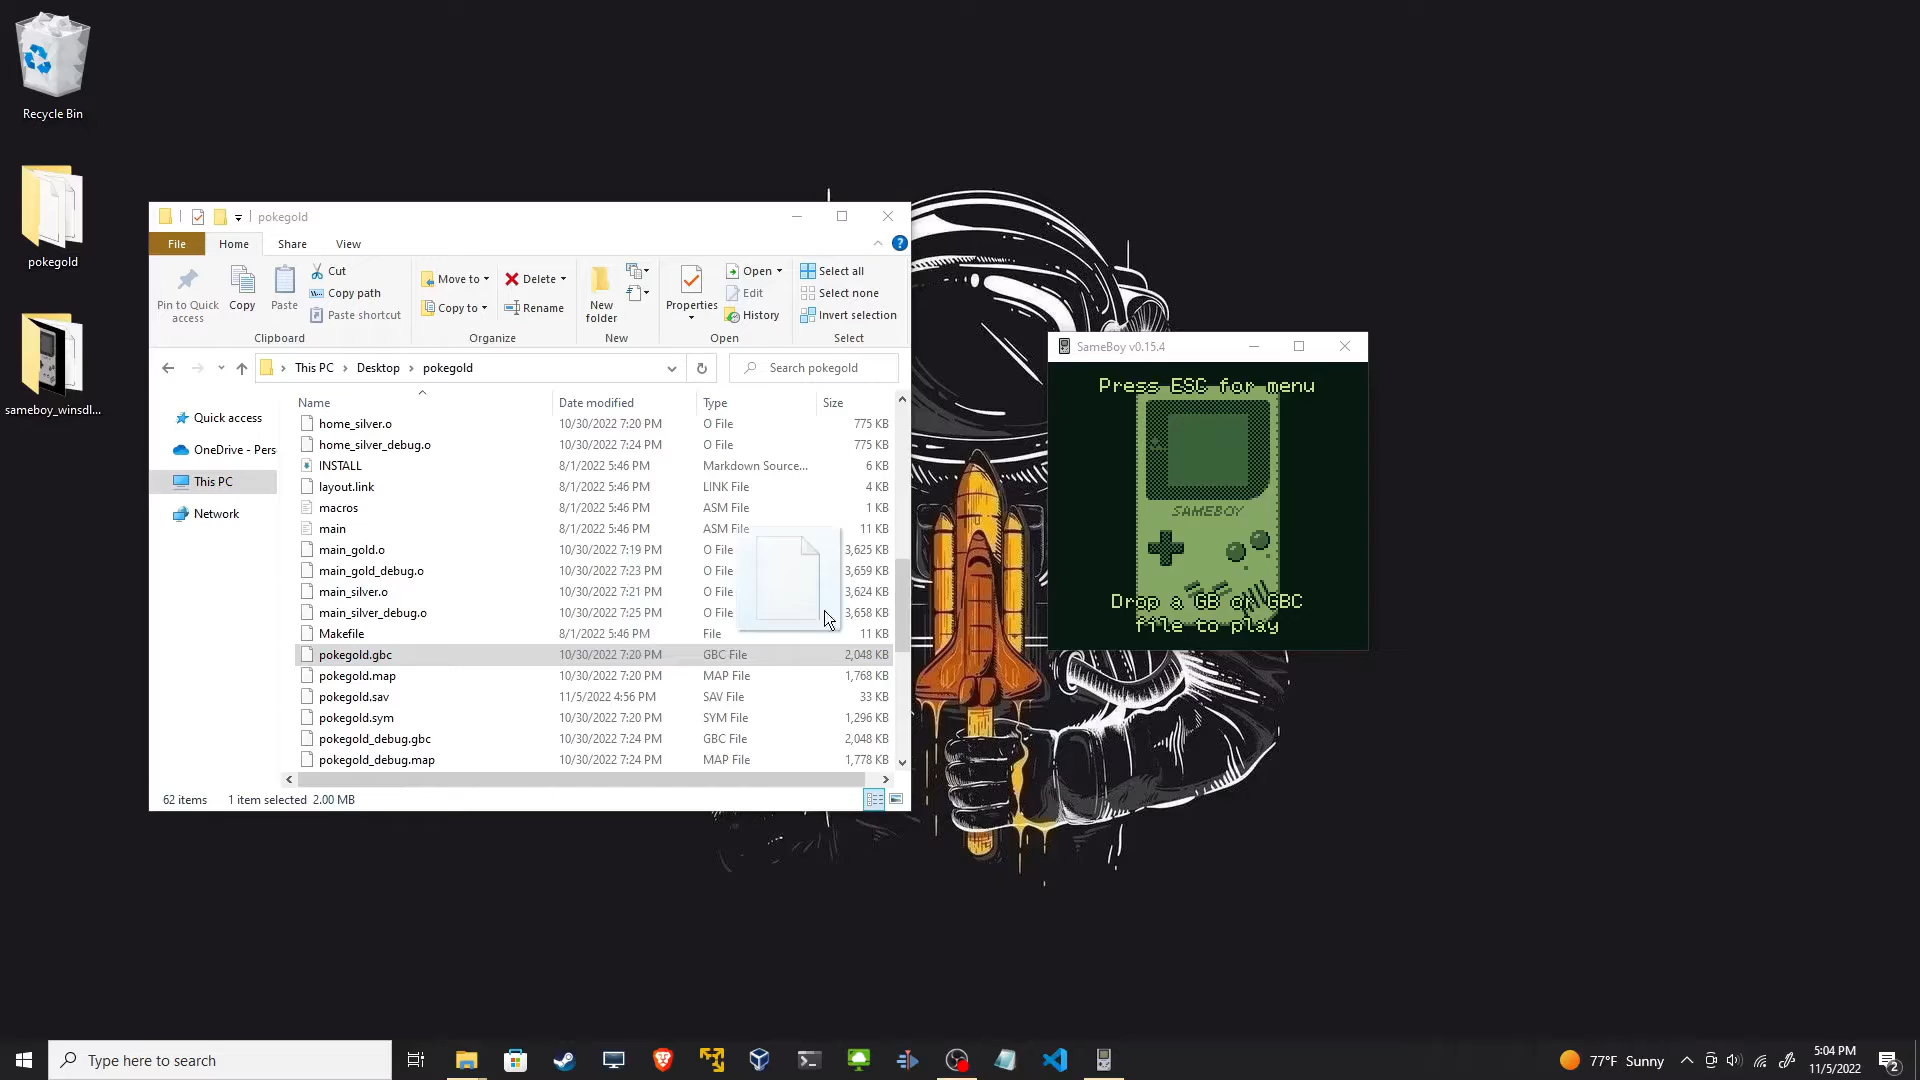 Recycle Bin
pokegold
sameboy_winsdl...
pokegold
File Home Share View
Pin to Quick access
Copy
Paste
Cut
Copy path
Paste shortcut
Clipboard
Move to
Copy to
Delete
Rename
Organize
New folder
New
Properties
Open
Edit
History
Open
Select all
Select none
Invert selection
Select
This PC › Desktop › pokegold
Search pokegold
Quick access
OneDrive - Pers
This PC
Network
Name Date modified Type Size
home_silver.o 10/30/2022 7:20 PM O File 775 KB
home_silver_debug.o 10/30/2022 7:24 PM O File 775 KB
INSTALL 8/1/2022 5:46 PM Markdown Source... 6 KB
layout.link 8/1/2022 5:46 PM LINK File 4 KB
macros 8/1/2022 5:46 PM ASM File 1 KB
main 8/1/2022 5:46 PM ASM File 11 KB
main_gold.o 10/30/2022 7:19 PM O File 3,625 KB
main_gold_debug.o 10/30/2022 7:23 PM O File 3,659 KB
main_silver.o 10/30/2022 7:21 PM O File 3,624 KB
main_silver_debug.o 10/30/2022 7:25 PM O File 3,658 KB
Makefile 8/1/2022 5:46 PM File 11 KB
pokegold.gbc 10/30/2022 7:20 PM GBC File 2,048 KB
pokegold.map 10/30/2022 7:20 PM MAP File 1,768 KB
pokegold.sav 11/5/2022 4:56 PM SAV File 33 KB
pokegold.sym 10/30/2022 7:20 PM SYM File 1,296 KB
pokegold_debug.gbc 10/30/2022 7:24 PM GBC File 2,048 KB
pokegold_debug.map 10/30/2022 7:24 PM MAP File 1,778 KB
62 items 1 item selected 2.00 MB
SameBoy v0.15.4
Press ESC for menu
SAMEBOY
Drop a GB or GBC
file to play
Type here to search
77°F Sunny
5:04 PM
11/5/2022
2